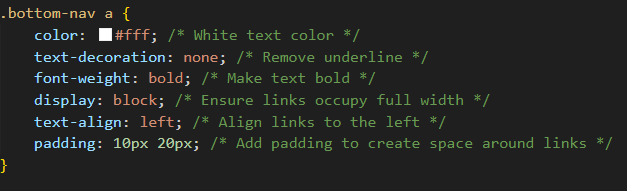 .bottom-nav a {
color: #fff; /* White text color */
text-decoration: none; /* Remove underline */
font-weight: bold; /* Make text bold */
display: block; /* Ensure links occupy full width */
text-align: left; /* Align links to the left */
padding: 10px 20px; /* Add padding to create space around links */
}